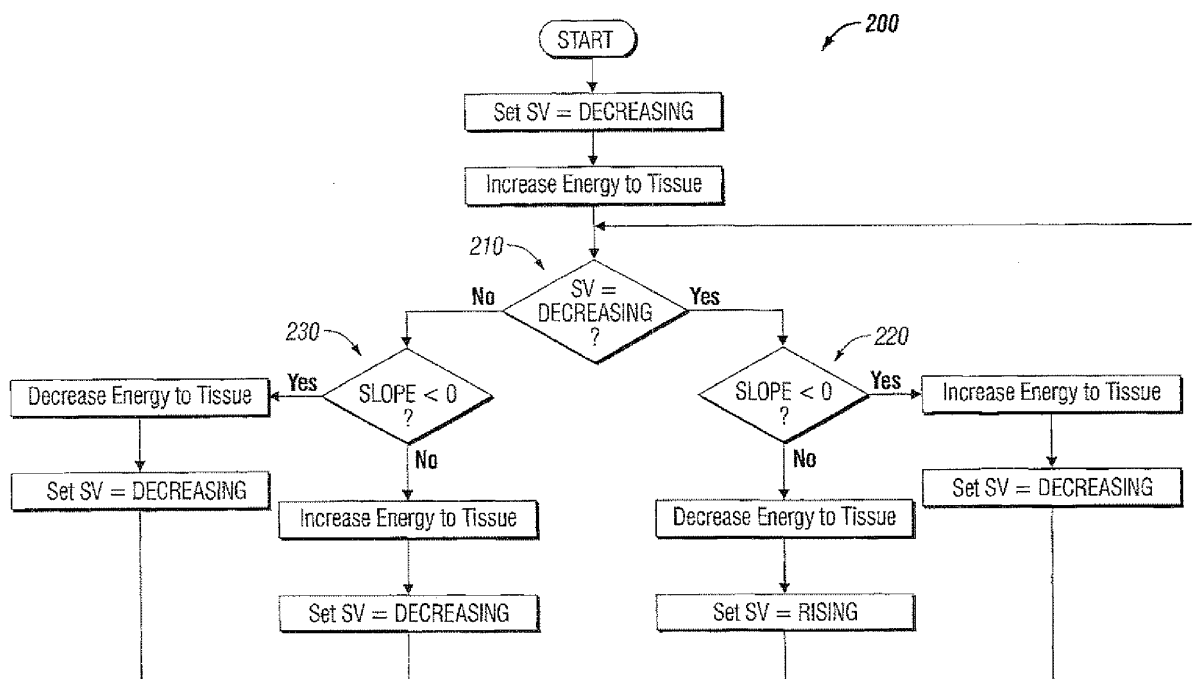 200
START
Set SV = DECREASING
Increase Energy to Tissue
210
SV =
DECREASING
?
No
Yes
230
SLOPE < 0
?
Yes
No
Decrease Energy to Tissue
Set SV = DECREASING
Increase Energy to Tissue
Set SV = DECREASING
220
SLOPE < 0
?
Yes
No
Increase Energy to Tissue
Set SV = DECREASING
Decrease Energy to Tissue
Set SV = RISING